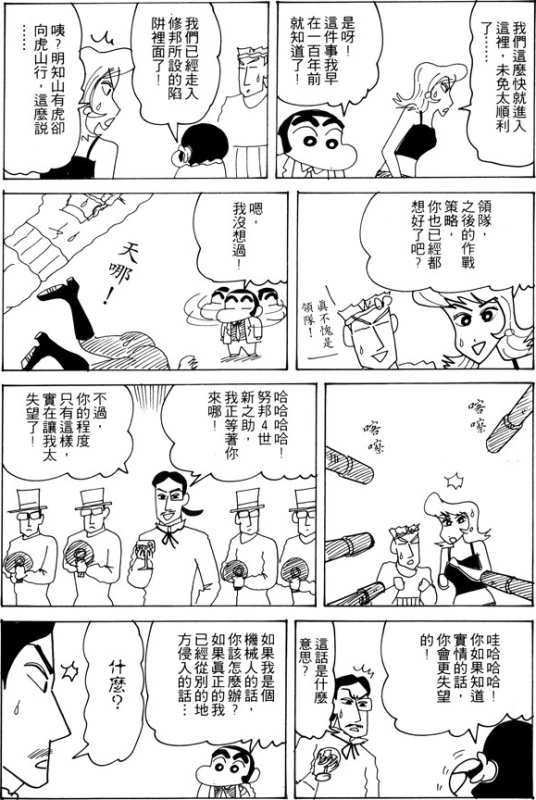 我們這麼快就進入
這裡，未免太順利
了……
是呀！
這件事我早
在一百年前
就知道了！
我們已經走入
修邦所設的陷
阱裡面了！
咦？明知山有虎卻
向虎山行，這麼說
……
領隊，
之後的作戰
策略，
你也已經都
想好了吧？
真不愧是
領隊！
嗯，
我沒想過！
天哪！
喀嚓
喀嚓
哈哈哈哈！
努邦4世
新之助，
我正等著你
來哪！
不過，
你的程度
只有這樣，
實在讓我太
失望了！
哇哈哈哈！
你如果知道
實情的話，
你會更失望
的！
這話是什麼
意思？
如果我是個
機械人的話，
你該怎麼辦？
如果真正的我
已經從別的地
方侵入的話…
什麼？